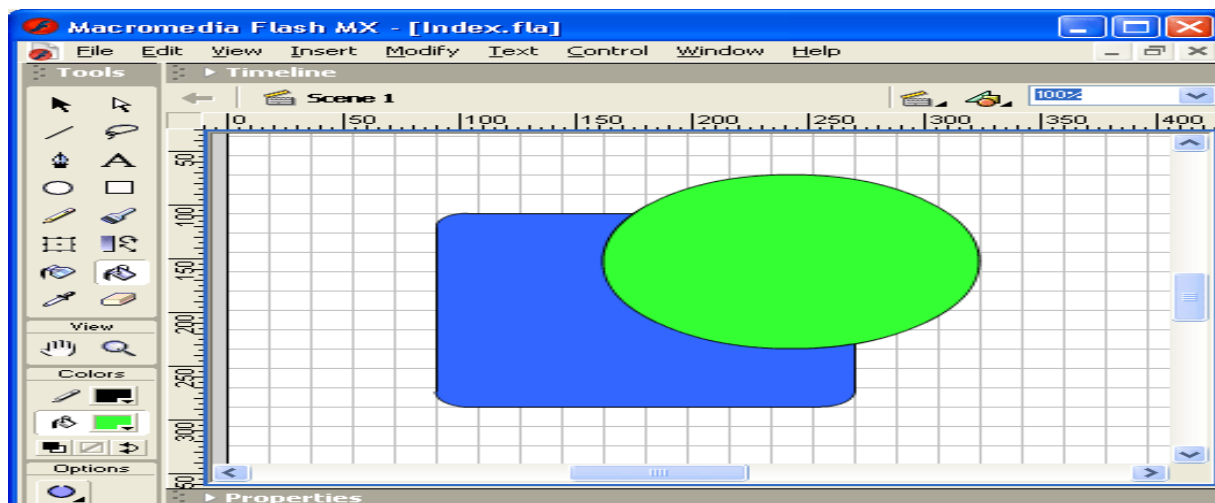 Macromedia Flash MX - [Index.fla]
File Edit View Insert Modify Text Control Window Help
Tools
Timeline
Scene 1
100%
0 50 100 150 200 250 300 350 400
50
100
150
200
250
300
50
View
Colors
Options
Properties